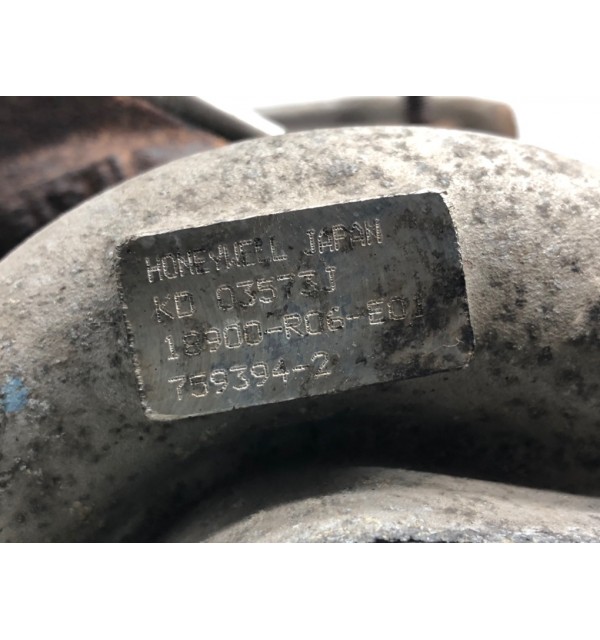 HONEYWELL JAPAN
KD 03573J
18900-R06-E01
759394-2